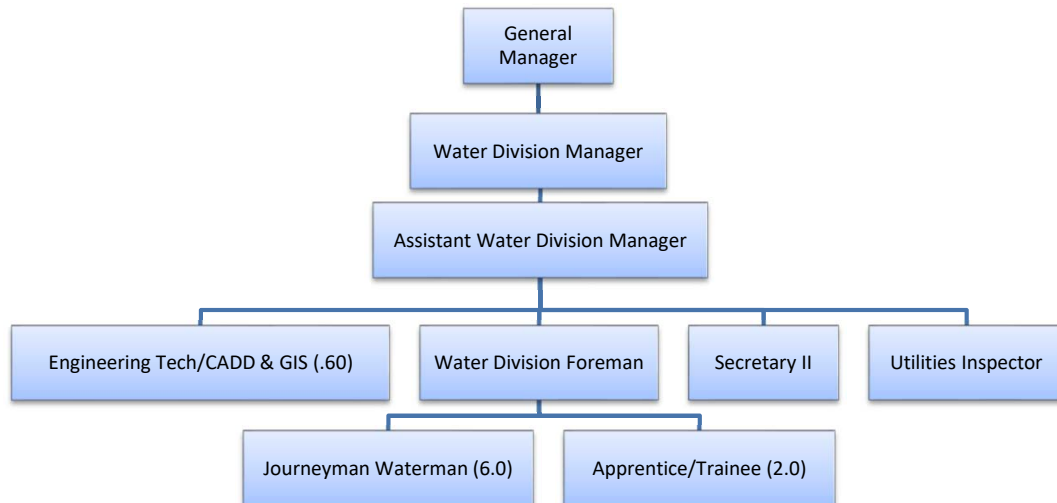 General
Manager
Water Division Manager
Assistant Water Division Manager
Engineering Tech/CADD & GIS (.60)
Water Division Foreman
Secretary II
Utilities Inspector
Journeyman Waterman (6.0)
Apprentice/Trainee (2.0)